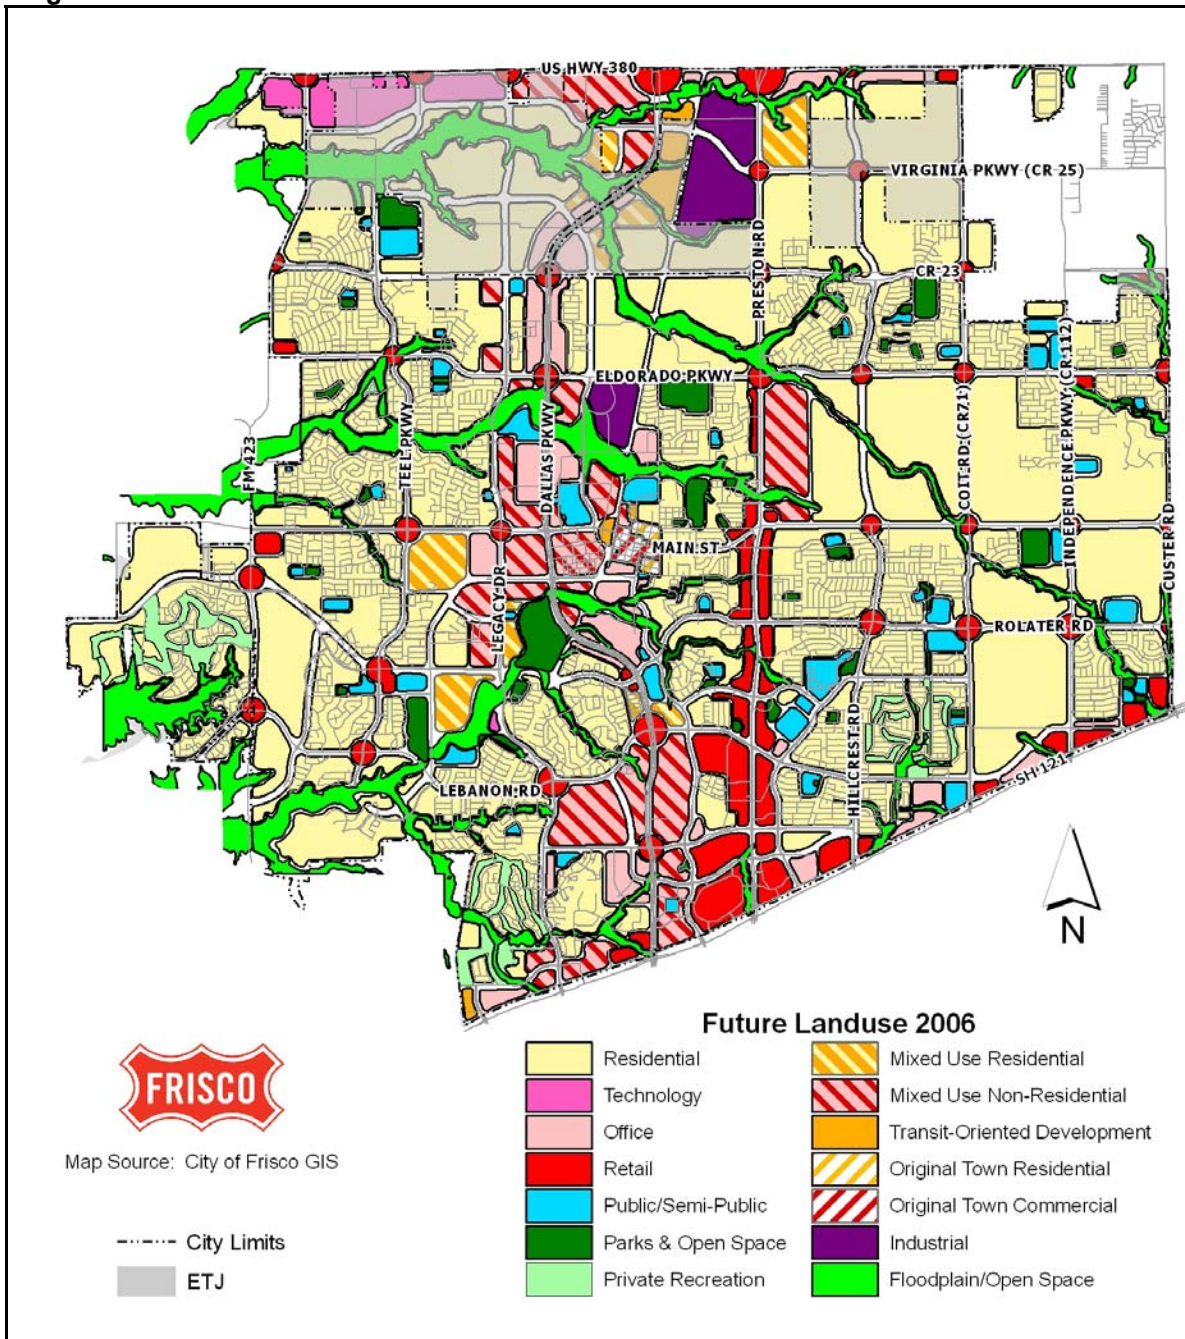 US HWY 380
VIRGINIA PKWY (CR 25)
PRESTON RD
CR 23
ELDORADO PKWY
INDEPENDENCE PKWY (CR 112)
COIT RD (CR71)
DALLAS PKWY
TEEL PKWY
FM 423
MAIN ST
CUSTER RD
LEGACY DR
ROLATER RD
HILLCREST RD
LEBANON RD
SH 121
N
FRISCO
Map Source: City of Frisco GIS
City Limits
ETJ
Future Landuse 2006
Residential
Technology
Office
Retail
Public/Semi-Public
Parks & Open Space
Private Recreation
Mixed Use Residential
Mixed Use Non-Residential
Transit-Oriented Development
Original Town Residential
Original Town Commercial
Industrial
Floodplain/Open Space